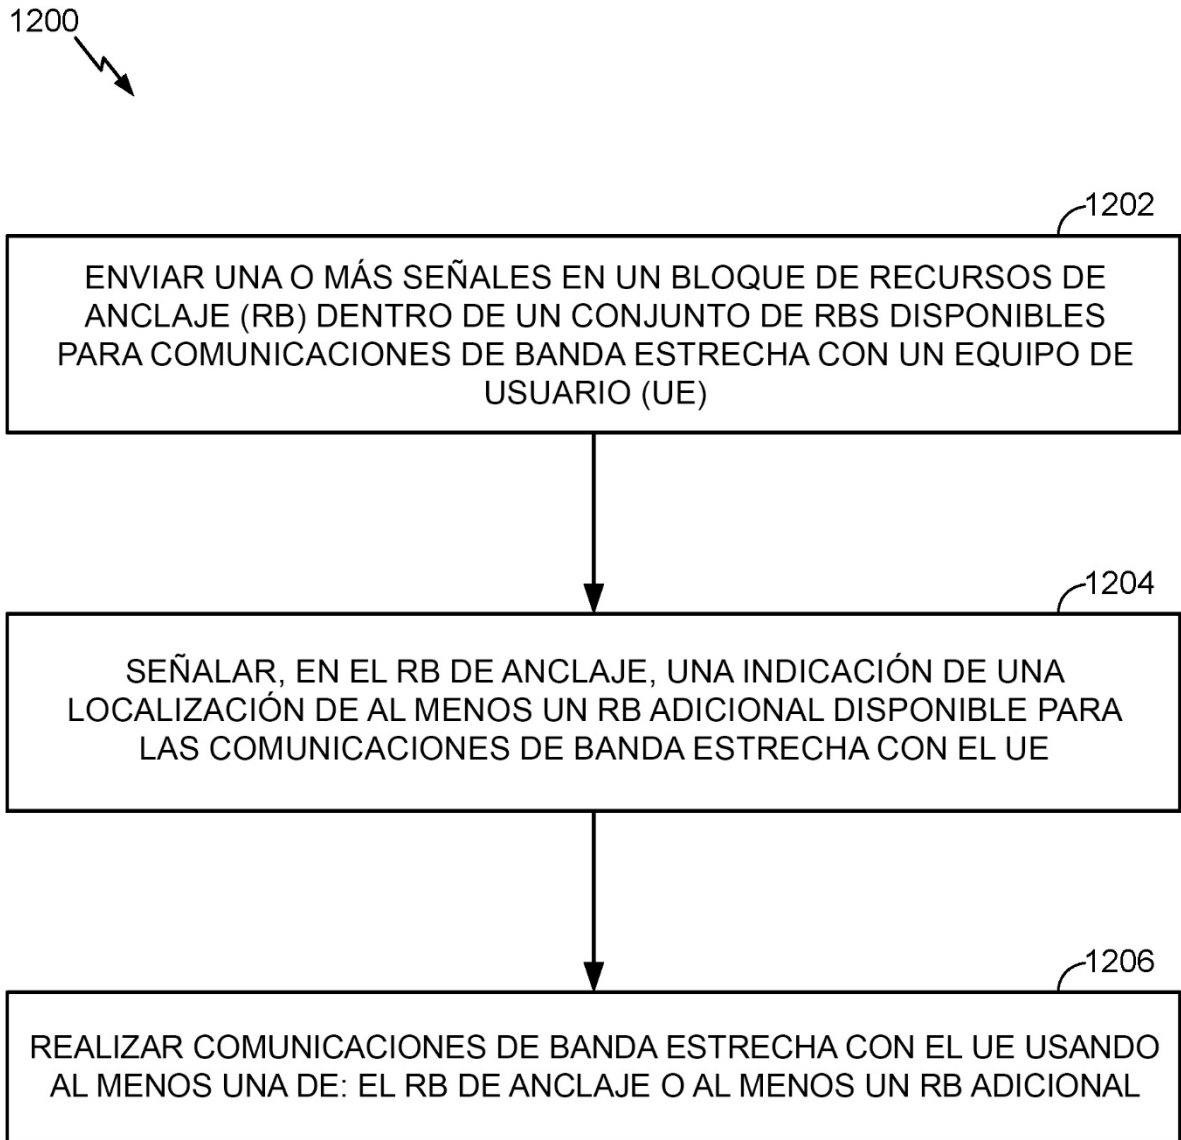 1200
1202
ENVIAR UNA O MÁS SEÑALES EN UN BLOQUE DE RECURSOS DE
ANCLAJE (RB) DENTRO DE UN CONJUNTO DE RBS DISPONIBLES
PARA COMUNICACIONES DE BANDA ESTRECHA CON UN EQUIPO DE
USUARIO (UE)
1204
SEÑALAR, EN EL RB DE ANCLAJE, UNA INDICACIÓN DE UNA
LOCALIZACIÓN DE AL MENOS UN RB ADICIONAL DISPONIBLE PARA
LAS COMUNICACIONES DE BANDA ESTRECHA CON EL UE
1206
REALIZAR COMUNICACIONES DE BANDA ESTRECHA CON EL UE USANDO
AL MENOS UNA DE: EL RB DE ANCLAJE O AL MENOS UN RB ADICIONAL